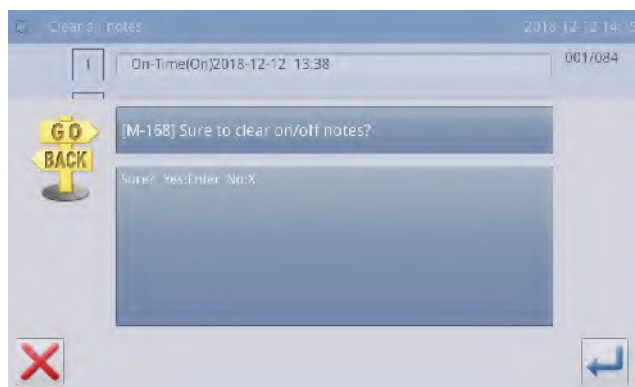 Clear all notes 2018-12-12 14:
1 On-Time(On)2018-12-12 13:38 001/084
GO
BACK
[M-168] Sure to clear on/off notes?
Sure? Yes:Enter No:X